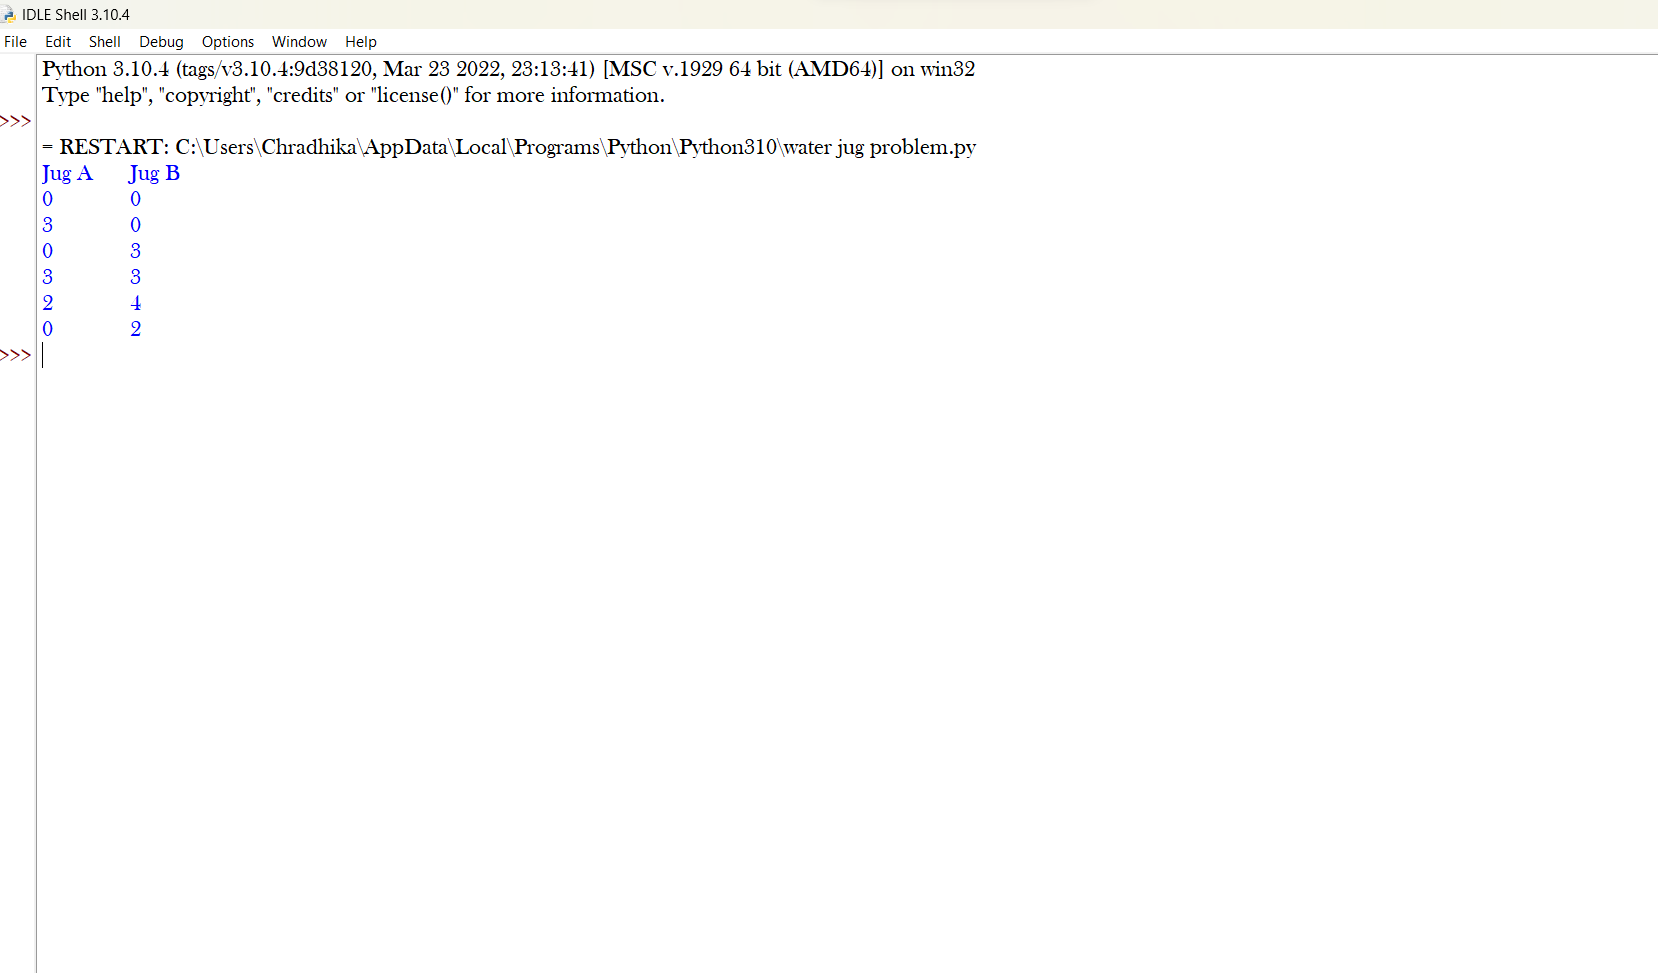 IDLE Shell 3.10.4
File Edit Shell Debug Options Window Help
Python 3.10.4 (tags/v3.10.4:9d38120, Mar 23 2022, 23:13:41) [MSC v.1929 64 bit (AMD64)] on win32
Type "help", "copyright", "credits" or "license()" for more information.
>>>
= RESTART: C:\Users\Chradhika\AppData\Local\Programs\Python\Python310\water jug problem.py
Jug A Jug B
0 0
3 0
0 3
3 3
2 4
0 2
>>>